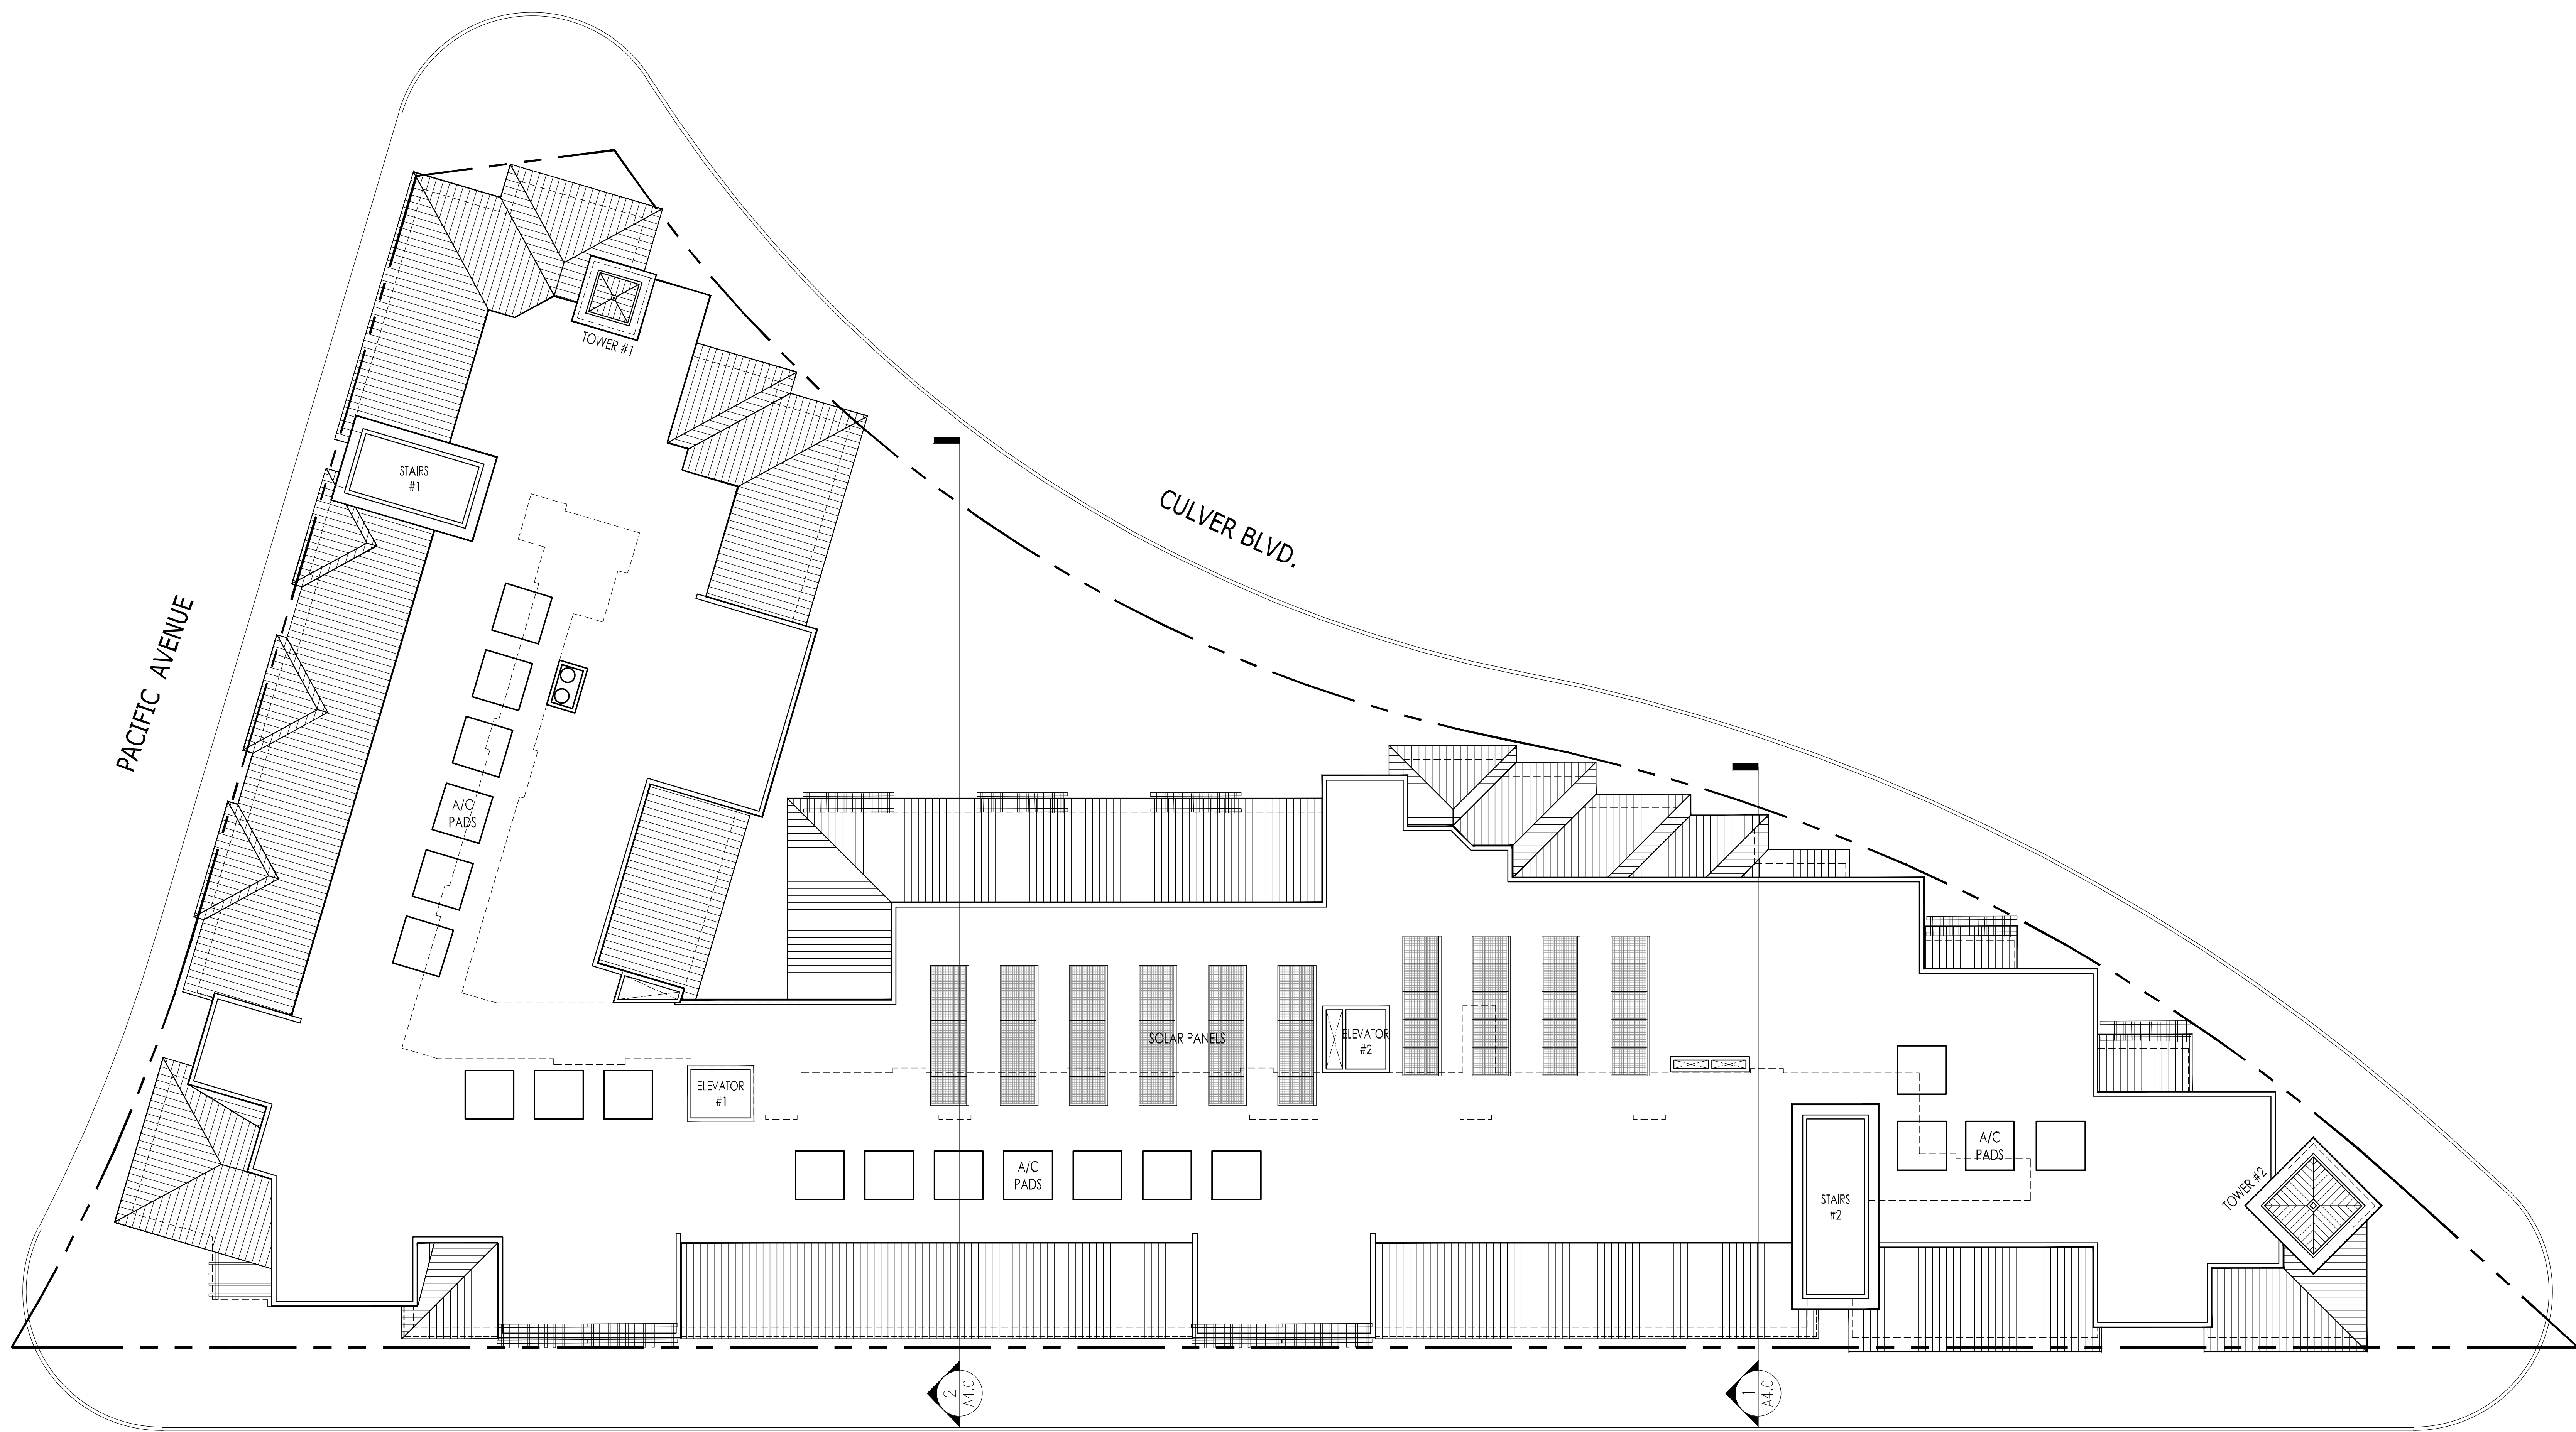 TOWER #1
STAIRS
#1
CULVER BLVD.
PACIFIC AVENUE
A/C
PADS
SOLAR PANELS
ELEVATOR
#2
ELEVATOR
#1
A/C
PADS
A/C
PADS
STAIRS
#2
TOWER #2
2
A4.0
1
A4.0